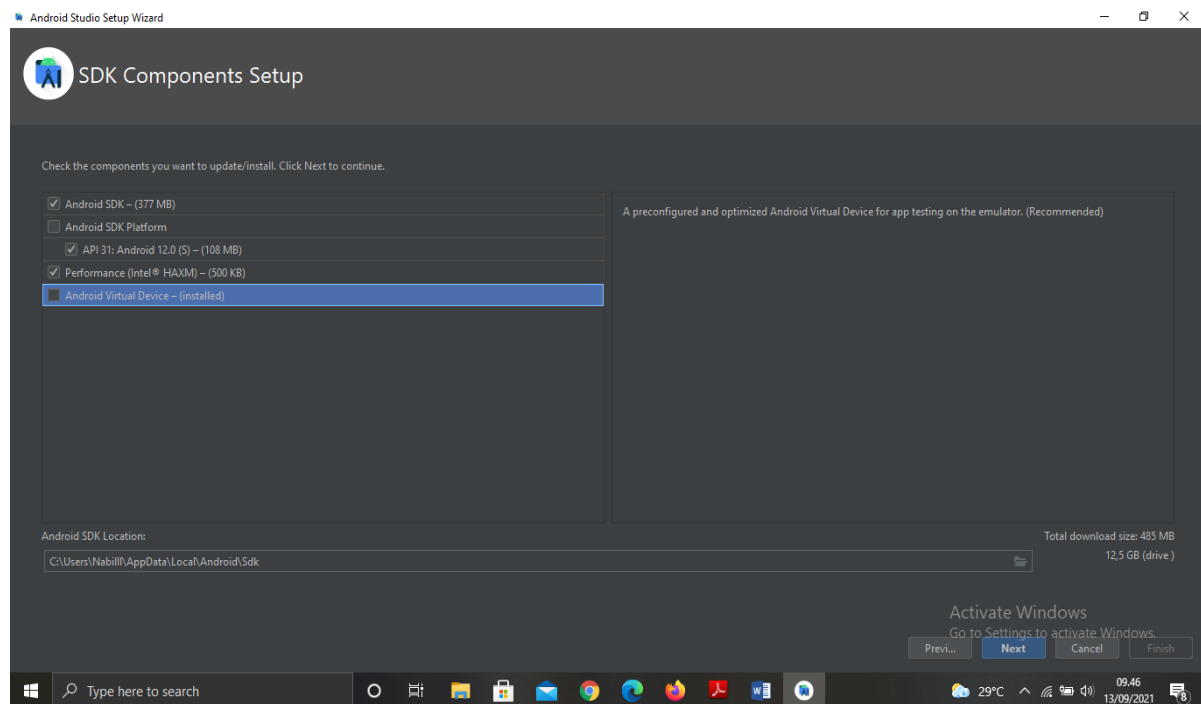 Android Studio Setup Wizard
SDK Components Setup
Check the components you want to update/install. Click Next to continue.
Android SDK – (377 MB)
Android SDK Platform
API 31: Android 12.0 (S) – (108 MB)
Performance (Intel® HAXM) – (500 KB)
Android Virtual Device – (installed)
A preconfigured and optimized Android Virtual Device for app testing on the emulator. (Recommended)
Android SDK Location:
Total download size: 485 MB
C:\Users\Nabilll\AppData\Local\Android\Sdk
12,5 GB (drive )
Activate Windows
Go to Settings to activate Windows.
Previ... Next Cancel Finish
Type here to search
29°C
09.46
13/09/2021
8